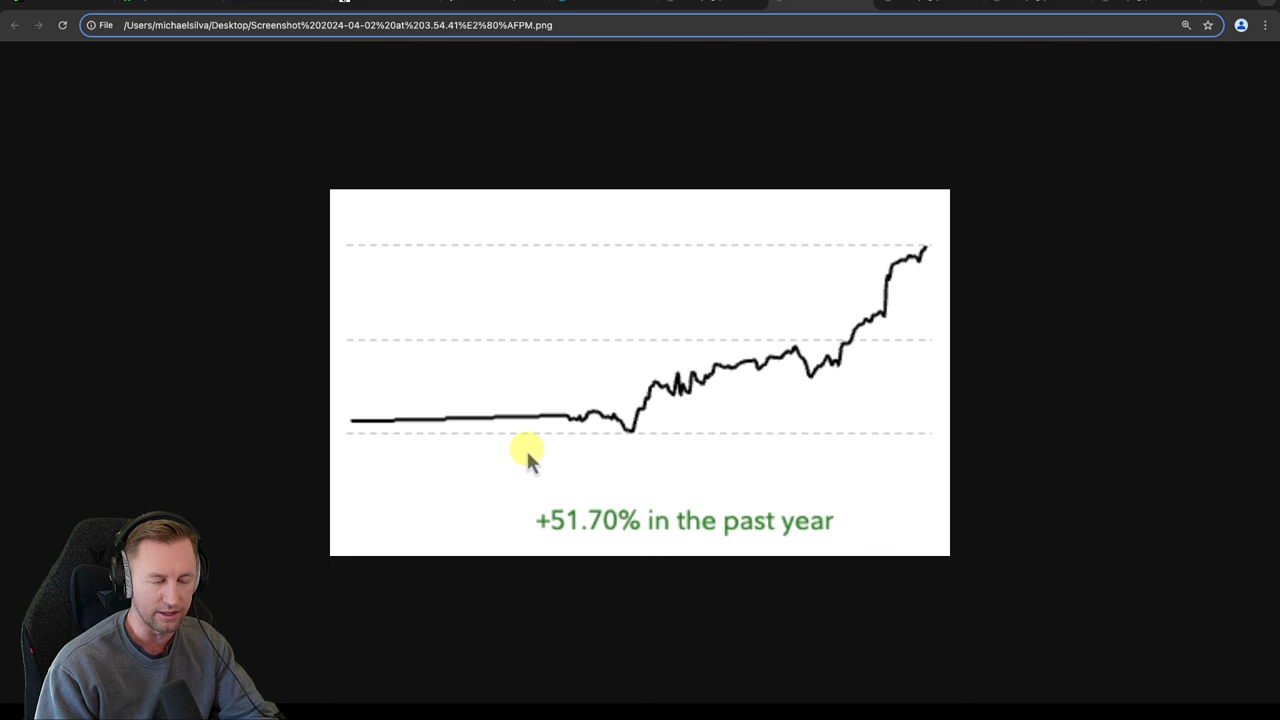 File /Users/michaelsilva/Desktop/Screenshot%202024-04-02%20at%203.54.41%E2%80%AFPM.png
+51.70% in the past year